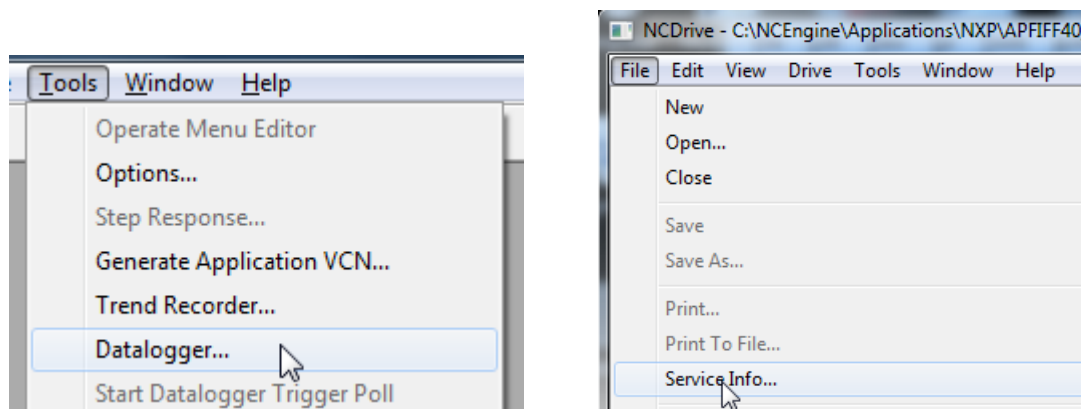 Tools Window Help
Operate Menu Editor
Options...
Step Response...
Generate Application VCN...
Trend Recorder...
Datalogger...
Start Datalogger Trigger Poll
NCDrive - C:\NCEngine\Applications\NXP\APFIFF40
File Edit View Drive Tools Window Help
New
Open...
Close
Save
Save As...
Print...
Print To File...
Service Info...